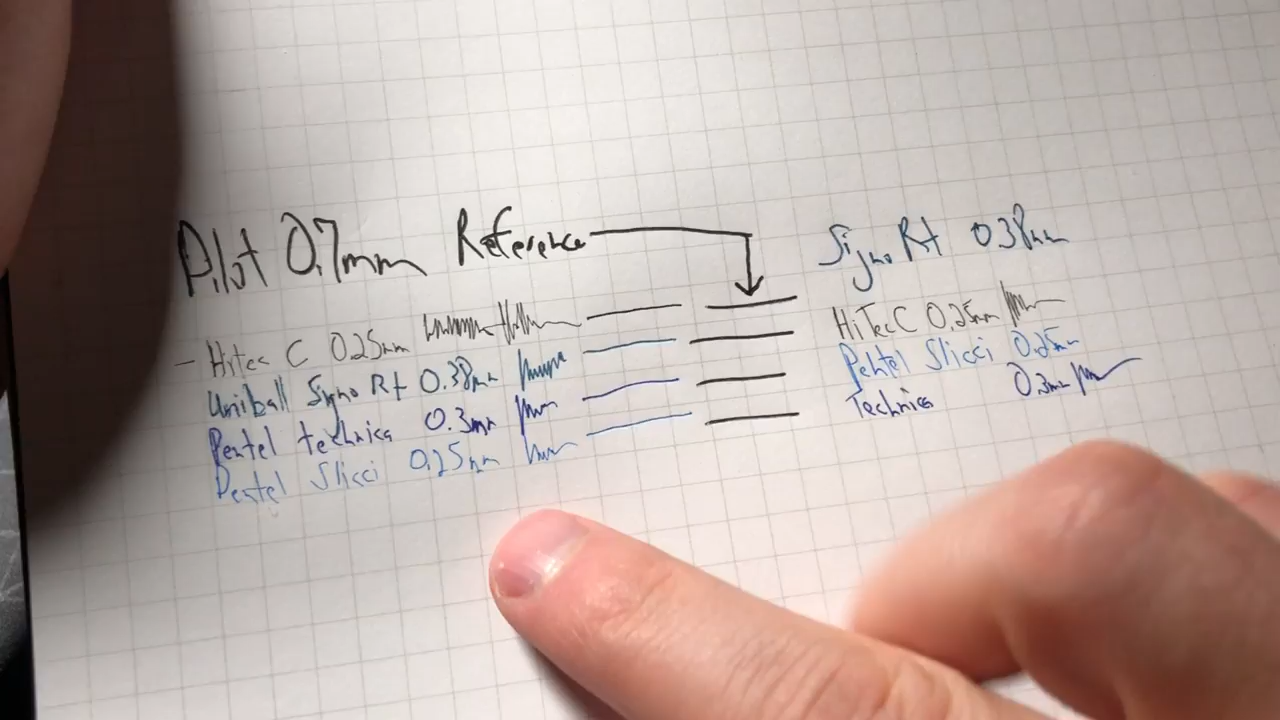 Pilot 0.7mm Reference
- Hitec C 0.25mm
Uniball Signo Rt 0.38mm
Pentel technica 0.3mm
Pentel Slicci 0.25mm
Signo Rt 0.38mm
HiTec C 0.25mm
Pentel Slicci 0.25m
Technica 0.3mm